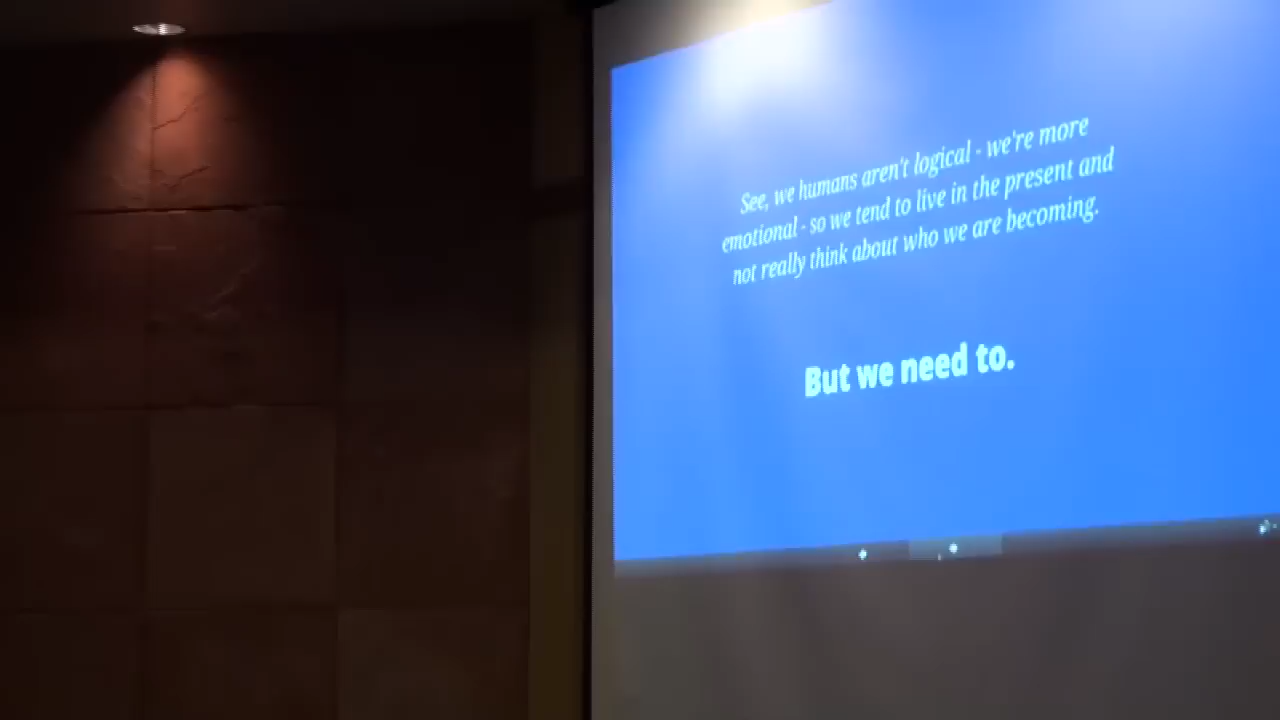 See, we humans aren't logical - we're more
emotional - so we tend to live in the present and
not really think about who we are becoming.
But we need to.